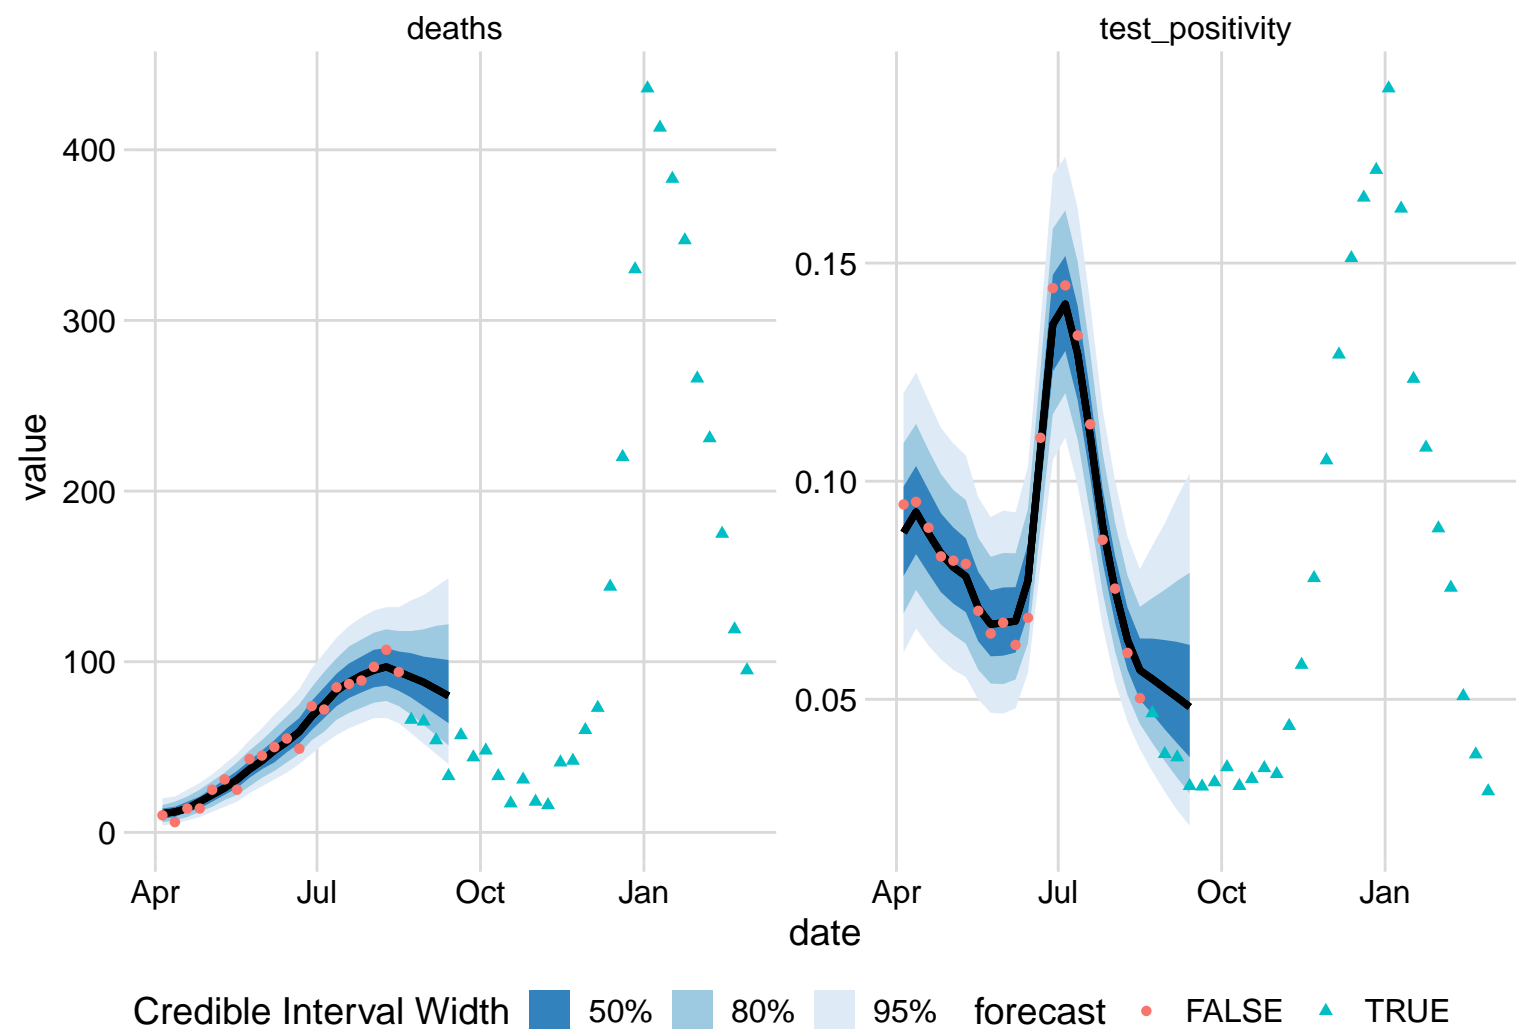 deaths
test_positivity
value
400
300
200
100
0
0.15
0.10
0.05
Apr
Jul
Oct
Jan
Apr
Jul
Oct
Jan
date
Credible Interval Width 50% 80% 95% forecast FALSE TRUE